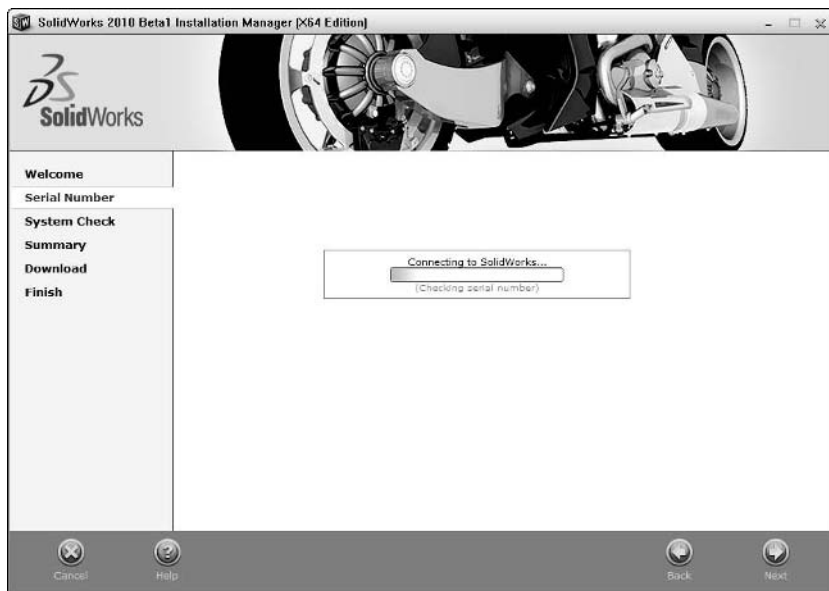 SolidWorks 2010 Beta1 Installation Manager (X64 Edition)
SolidWorks
Welcome
Serial Number
System Check
Summary
Download
Finish
Connecting to SolidWorks...
(Checking serial number)
Cancel
Help
Back
Next